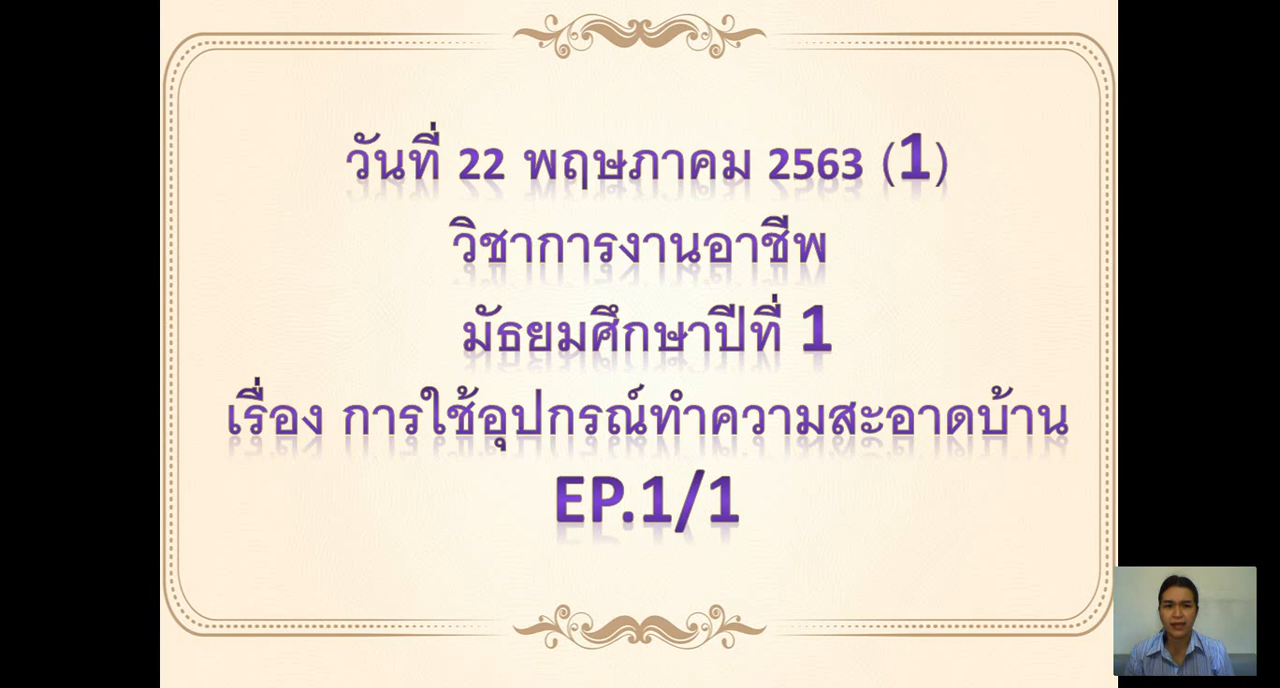 วันที่ 22 พฤษภาคม 2563 (1)
วิชาการงานอาชีพ
มัธยมศึกษาปีที่ 1
เรื่อง การใช้อุปกรณ์ทำความสะอาดบ้าน
EP.1/1